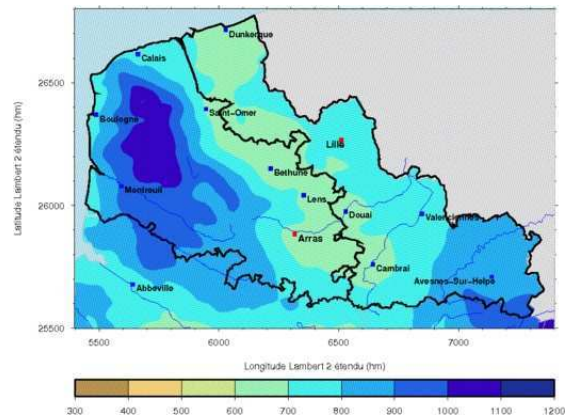 26500
26000
25500
Latitude Lambert 2 étendu (hm)
Dunkerque
Calais
Saint-Omer
Boulogne
Lille
Bethune
Montreuil
Lens
Douai
Valenciennes
Arras
Cambrai
Avesnes-Sur-Helpe
Abbeville
5500 6000 6500 7000
Longitude Lambert 2 étendu (hm)
300 400 500 600 700 800 900 1000 1100 1200